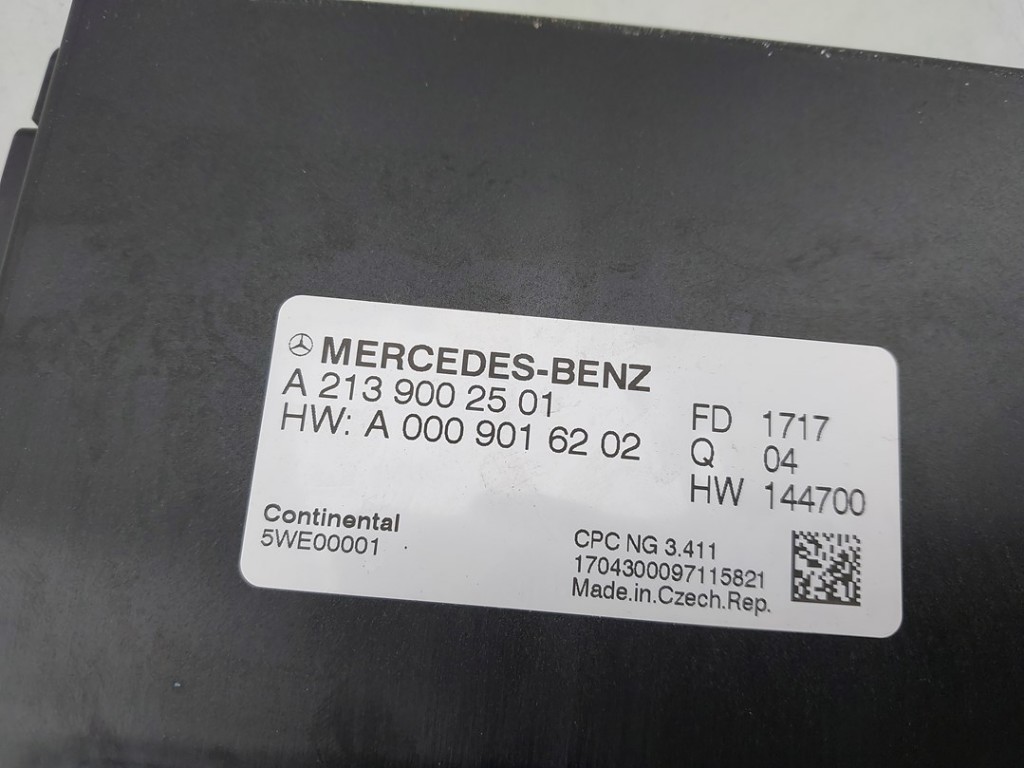 MERCEDES-BENZ
A 213 900 25 01
HW: A 000 901 62 02
FD 1717
Q 04
HW 144700
Continental
5WE00001
CPC NG 3.411
1704300097115821
Made.in.Czech.Rep.